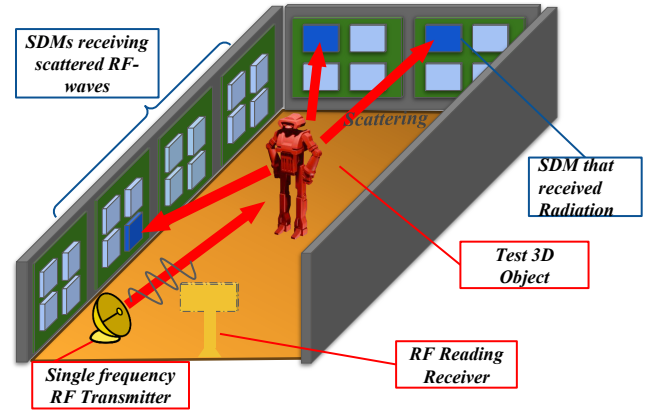 SDMs receiving
scattered RF-
waves
Scattering
SDM that
received
Radiation
Test 3D
Object
RF Reading
Receiver
Single frequency
RF Transmitter